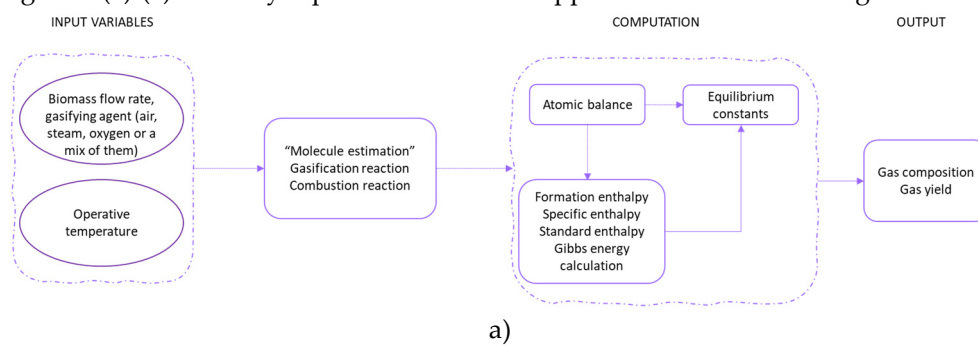 INPUT VARIABLES
COMPUTATION
OUTPUT
Biomass flow rate,
gasifying agent (air,
steam, oxygen or a
mix of them)
Operative
temperature
“Molecule estimation”
Gasification reaction
Combustion reaction
Atomic balance
Equilibrium
constants
Formation enthalpy
Specific enthalpy
Standard enthalpy
Gibbs energy
calculation
Gas composition
Gas yield
a)